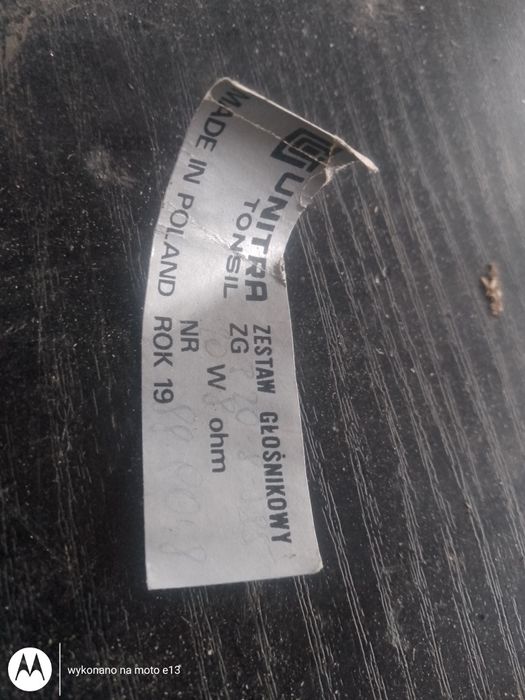 UNITRA
TONSIL
MADE IN POLAND
ZESTAW GŁOŚNIKOWY
ZG
W ohm
NR
ROK 19
wykonano na moto e13